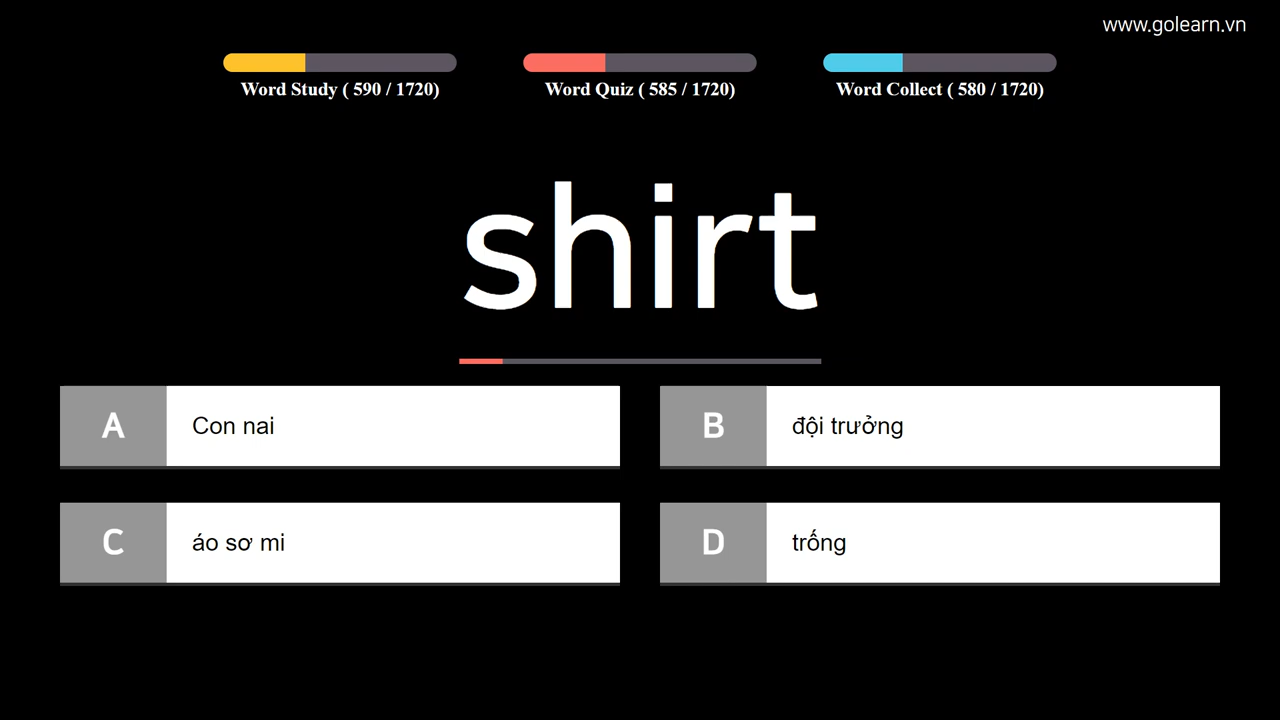 www.golearn.vn
Word Study ( 590 / 1720)
Word Quiz ( 585 / 1720)
Word Collect ( 580 / 1720)
shirt
A Con nai
B đội trưởng
C áo sơ mi
D trống